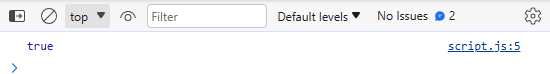 top Filter Default levels No Issues 2
true script.js:5
>